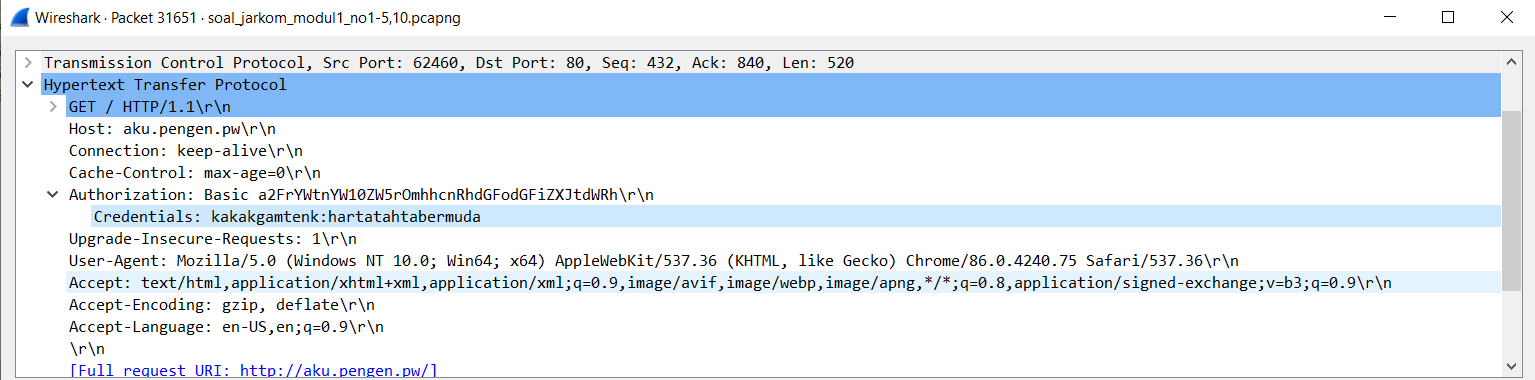 Wireshark · Packet 31651 · soal_jarkom_modul1_no1-5,10.pcapng
Transmission Control Protocol, Src Port: 62460, Dst Port: 80, Seq: 432, Ack: 840, Len: 520
Hypertext Transfer Protocol
GET / HTTP/1.1\r\n
Host: aku.pengen.pw\r\n
Connection: keep-alive\r\n
Cache-Control: max-age=0\r\n
Authorization: Basic a2FrYWtnYW10ZW5rOmhhcnRhdGFodGFiZXJtdWRh\r\n
Credentials: kakakgamtenk:hartatahtabermuda
Upgrade-Insecure-Requests: 1\r\n
User-Agent: Mozilla/5.0 (Windows NT 10.0; Win64; x64) AppleWebKit/537.36 (KHTML, like Gecko) Chrome/86.0.4240.75 Safari/537.36\r\n
Accept: text/html,application/xhtml+xml,application/xml;q=0.9,image/avif,image/webp,image/apng,*/*;q=0.8,application/signed-exchange;v=b3;q=0.9\r\n
Accept-Encoding: gzip, deflate\r\n
Accept-Language: en-US,en;q=0.9\r\n
\r\n
[Full request URI: http://aku.pengen.pw/]